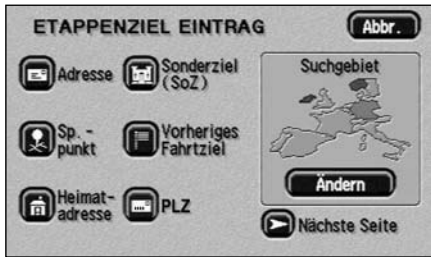 ETAPPENZIEL EINTRAG
Abbr.
Adresse
Sonderziel
(SoZ)
Sp. -
punkt
Vorheriges
Fahrtziel
Heimat-
adresse
PLZ
Suchgebiet
Ändern
Nächste Seite